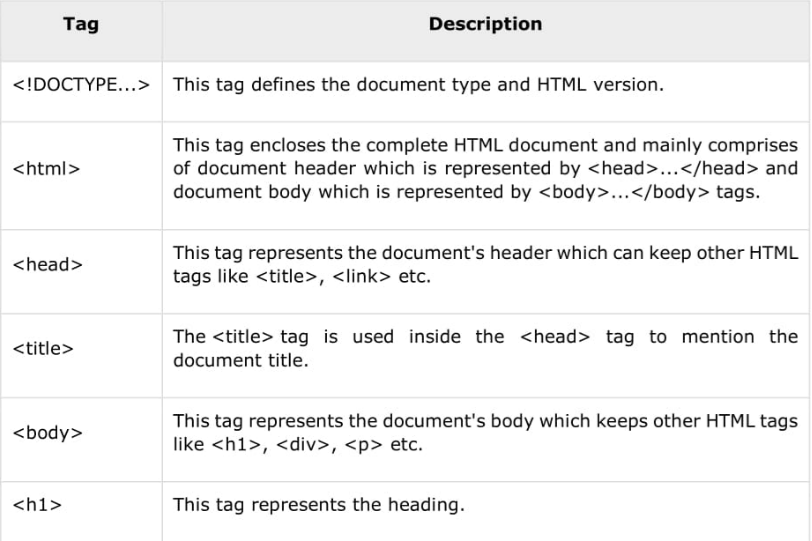 Tag Description
<!DOCTYPE...> This tag defines the document type and HTML version.
This tag encloses the complete HTML document and mainly comprises
<html> of document header which is represented by <head>...</head> and
document body which is represented by <body>...</body> tags.
<head> This tag represents the document's header which can keep other HTML
tags like <title>, <link> etc.
<title> The <title> tag is used inside the <head> tag to mention the
document title.
<body> This tag represents the document's body which keeps other HTML tags
like <h1>, <div>, <p> etc.
<h1> This tag represents the heading.